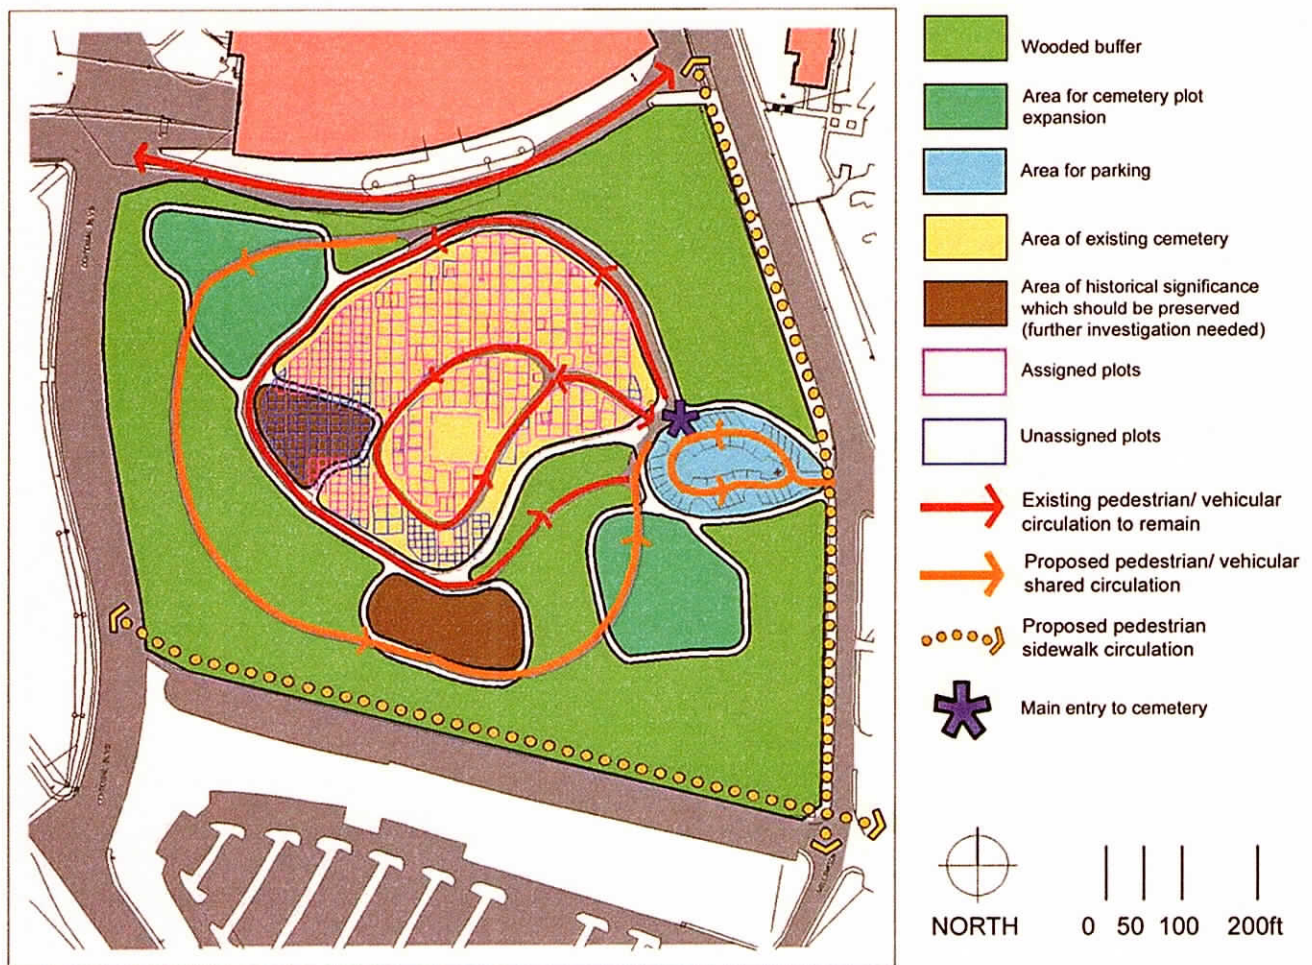 Wooded buffer
Area for cemetery plot
expansion
Area for parking
Area of existing cemetery
Area of historical significance
which should be preserved
(further investigation needed)
Assigned plots
Unassigned plots
Existing pedestrian/ vehicular
circulation to remain
Proposed pedestrian/ vehicular
shared circulation
Proposed pedestrian
sidewalk circulation
Main entry to cemetery
NORTH
0 50 100 200ft